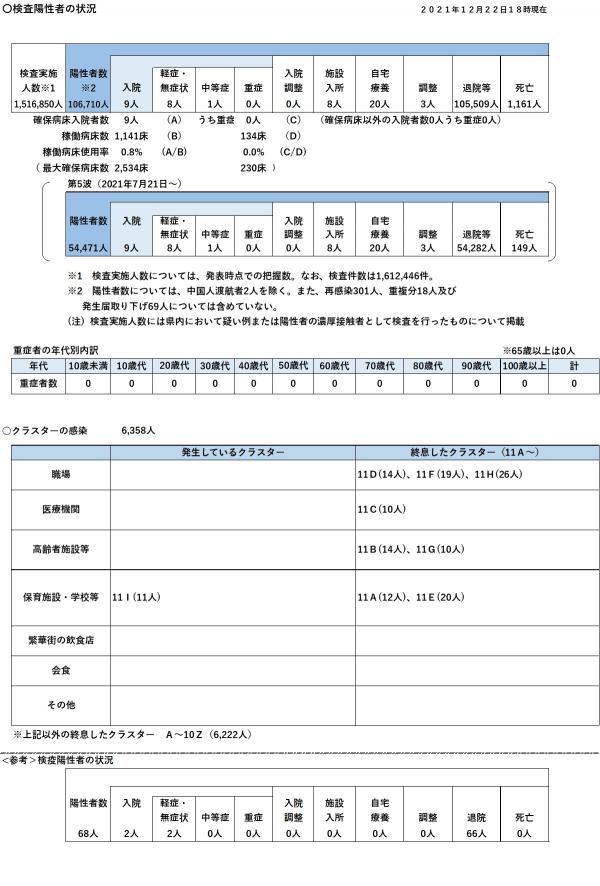 〇検査陽性者の状況
２０２１年１２月２２日１８時現在
検査実施人数※1 陽性者数※2 入院 軽症・無症状 中等症 重症 入院調整 施設入所 自宅療養 調整 退院等 死亡
1,516,850人 106,710人 9人 8人 1人 0人 0人 8人 20人 3人 105,509人 1,161人
確保病床入院者数 9人 (A) うち重症 0人 (C) (確保病床以外の入院者数0人うち重症0人)
稼働病床数 1,141床 (B) 134床 (D)
稼働病床使用率 0.8% (A/B) 0.0% (C/D)
( 最大確保病床数 2,534床 230床 )
第5波（2021年7月21日～）
陽性者数 入院 軽症・無症状 中等症 重症 入院調整 施設入所 自宅療養 調整 退院等 死亡
54,471人 9人 8人 1人 0人 0人 8人 20人 3人 54,282人 149人
※1 検査実施人数については、発表時点での把握数。なお、検査件数は1,612,446件。
※2 陽性者数については、中国人渡航者2人を除く。また、再感染301人、重複分18人及び
発生届取り下げ69人については含めていない。
(注) 検査実施人数には県内において疑い例または陽性者の濃厚接触者として検査を行ったものについて掲載
重症者の年代別内訳 ※65歳以上は0人
年代 10歳未満 10歳代 20歳代 30歳代 40歳代 50歳代 60歳代 70歳代 80歳代 90歳代 100歳以上 計
重症者数 0 0 0 0 0 0 0 0 0 0 0 0
〇クラスターの感染 6,358人
発生しているクラスター 終息したクラスター（11Ａ～）
職場 11Ｄ(14人)、11Ｆ(19人)、11Ｈ(26人)
医療機関 11Ｃ(10人)
高齢者施設等 11Ｂ(14人)、11Ｇ(10人)
保育施設・学校等 11Ｉ(11人) 11Ａ(12人)、11Ｅ(20人)
繁華街の飲食店
会食
その他
※上記以外の終息したクラスター Ａ～10Ｚ（6,222人）
<参考>検疫陽性者の状況
陽性者数 入院 軽症・無症状 中等症 重症 入院調整 施設入所 自宅療養 調整 退院 死亡
68人 2人 2人 0人 0人 0人 0人 0人 0人 66人 0人